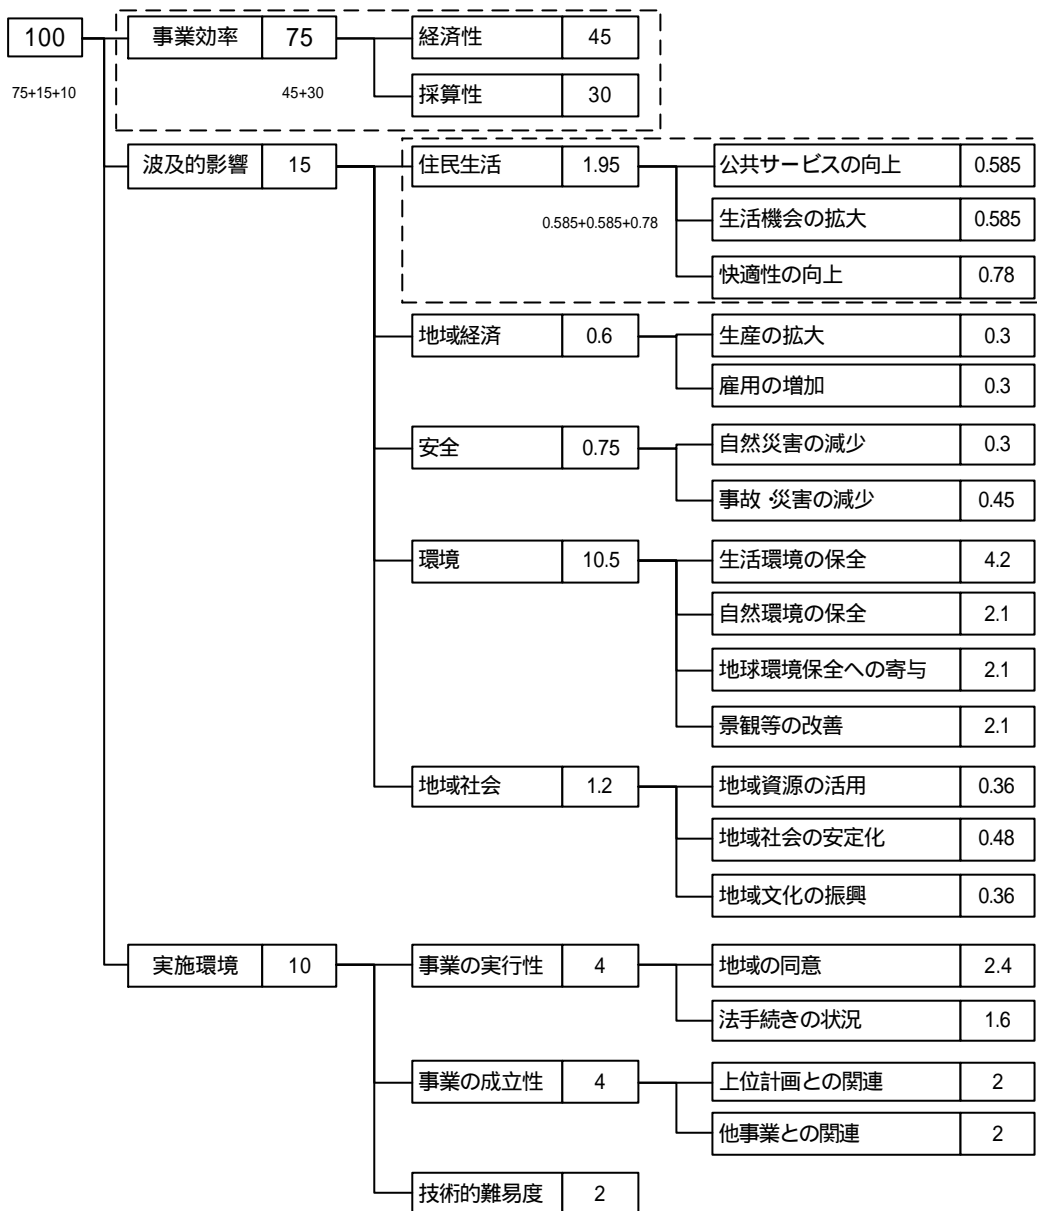 100 事業効率 75 経済性 45
75+15+10 45+30 採算性 30
波及的影響 15 住民生活 1.95 公共サービスの向上 0.585
0.585+0.585+0.78 生活機会の拡大 0.585
快適性の向上 0.78
地域経済 0.6 生産の拡大 0.3
雇用の増加 0.3
安全 0.75 自然災害の減少 0.3
事故・災害の減少 0.45
環境 10.5 生活環境の保全 4.2
自然環境の保全 2.1
地球環境保全への寄与 2.1
景観等の改善 2.1
地域社会 1.2 地域資源の活用 0.36
地域社会の安定化 0.48
地域文化の振興 0.36
実施環境 10 事業の実行性 4 地域の同意 2.4
法手続きの状況 1.6
事業の成立性 4 上位計画との関連 2
他事業との関連 2
技術的難易度 2